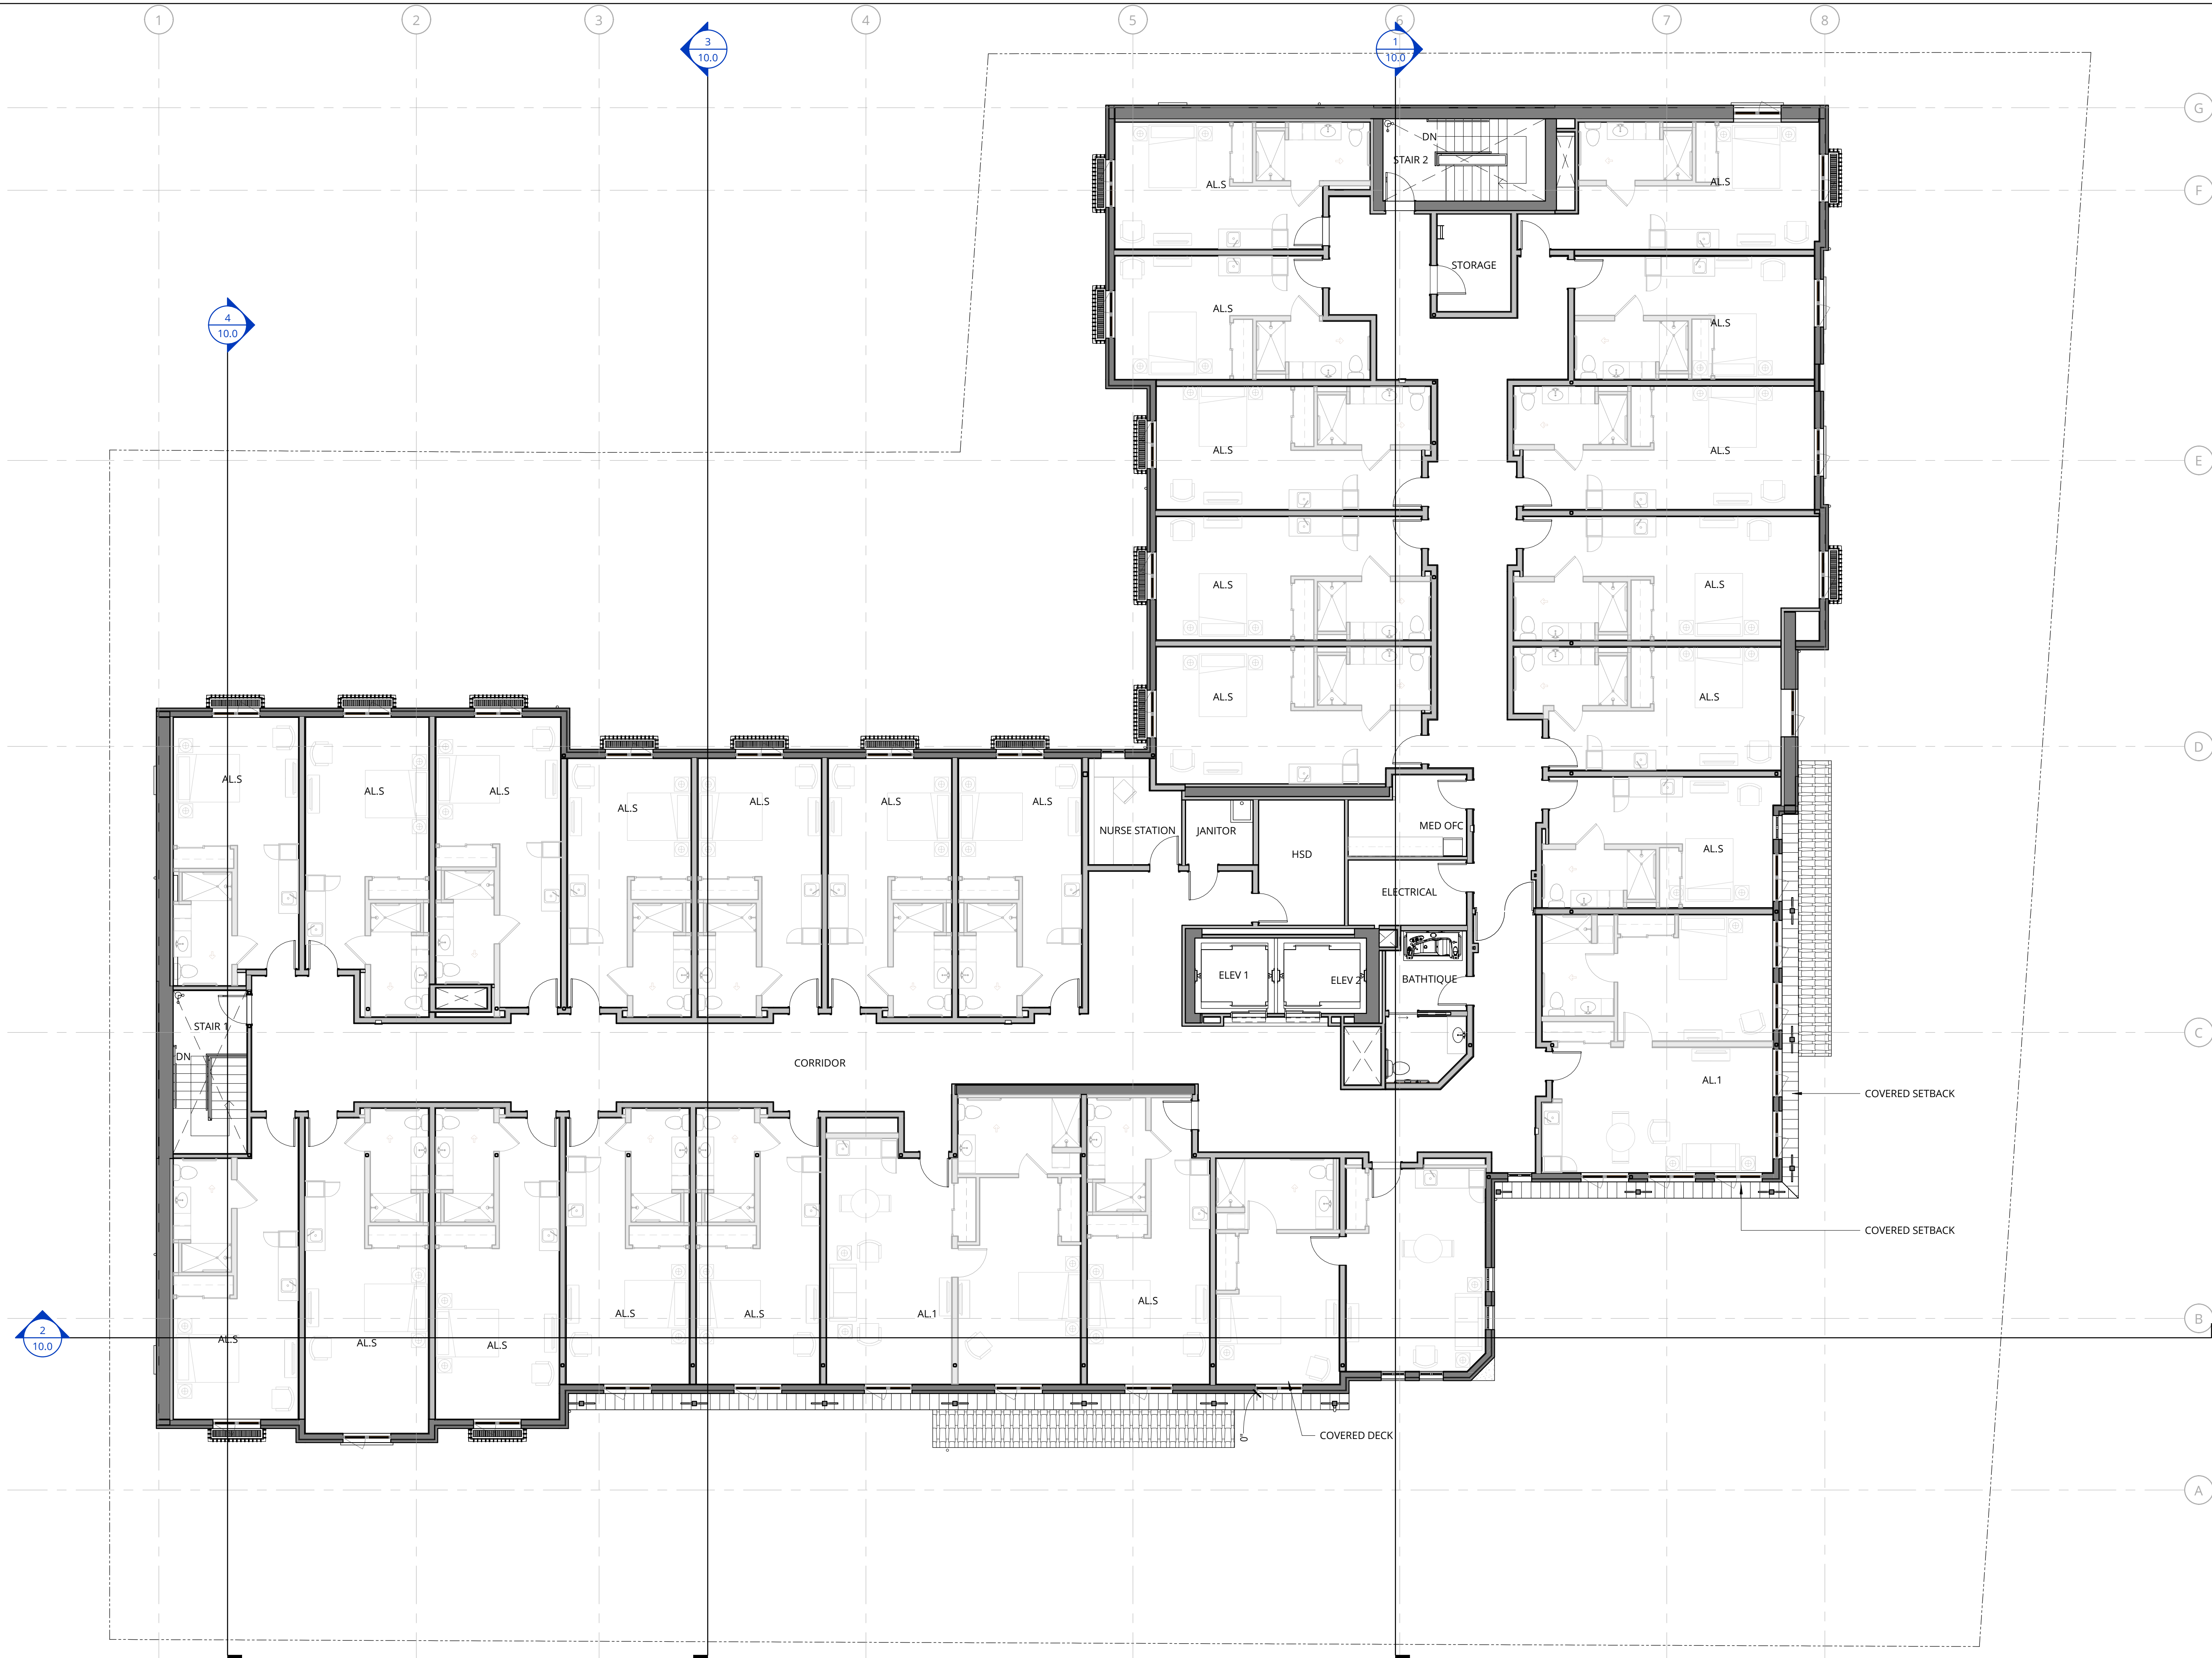 1
2
3
4
5
6
7
8
3
10.0
1
10.0
G
DN
STAIR 2
AL.S
AL.S
F
STORAGE
AL.S
AL.S
4
10.0
AL.S
AL.S
E
AL.S
AL.S
AL.S
AL.S
D
AL.S
AL.S
AL.S
AL.S
AL.S
AL.S
AL.S
NURSE STATION
JANITOR
MED OFC
HSD
AL.S
ELECTRICAL
ELEV 1
ELEV 2
BATHTIQUE
STAIR 1
C
DN
CORRIDOR
AL.1
COVERED SETBACK
COVERED SETBACK
AL.S
AL.S
AL.S
AL.1
AL.S
B
2
10.0
AL.S
AL.S
AL.S
COVERED DECK
A